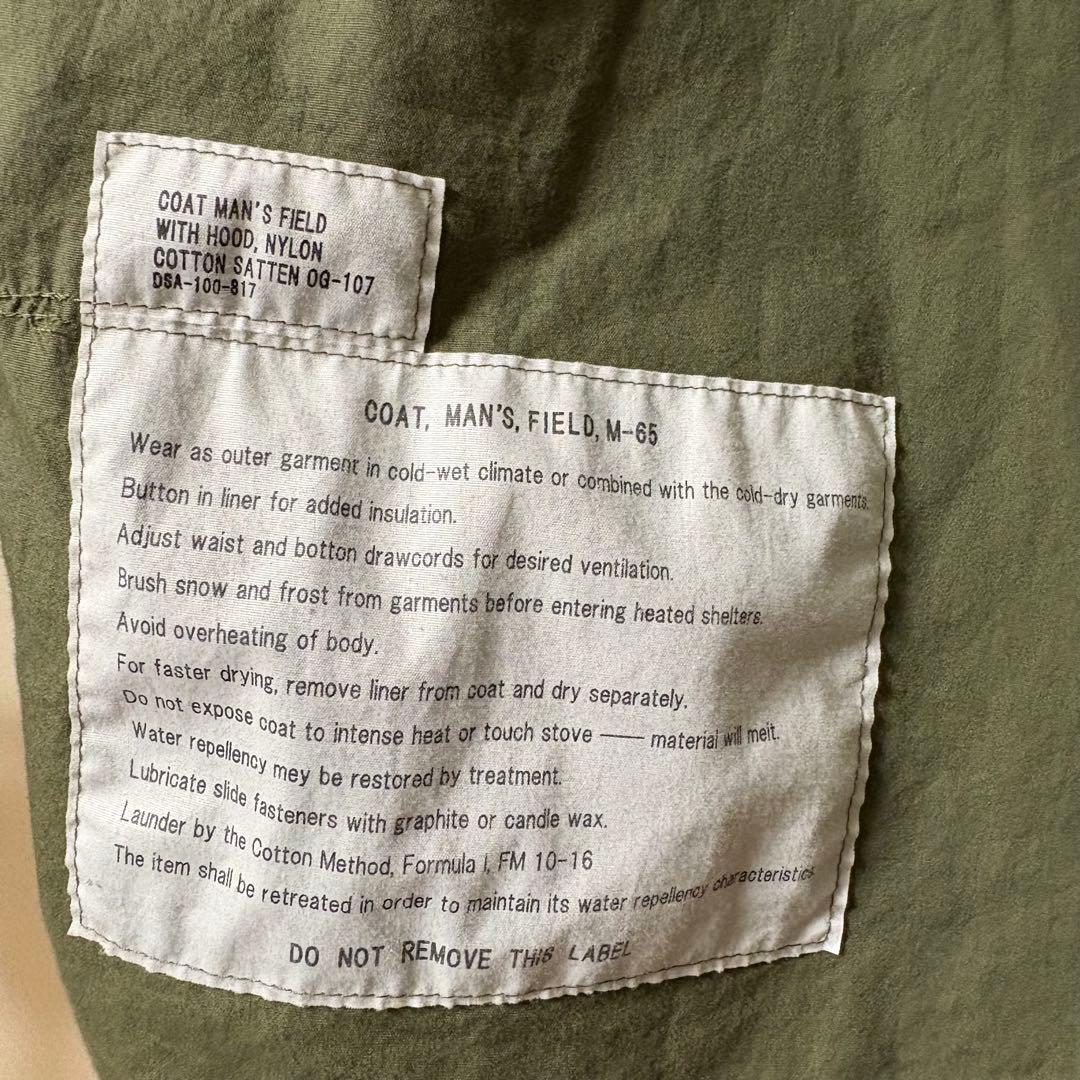 COAT MAN'S FIELD
WITH HOOD, NYLON
COTTON SATTEN OG-107
DSA-100-817
COAT, MAN'S, FIELD, M-65
Wear as outer garment in cold-wet climate or combined with the cold-dry garments.
Button in liner for added insulation.
Adjust waist and botton drawcords for desired ventilation.
Brush snow and frost from garments before entering heated shelters.
Avoid overheating of body.
For faster drying, remove liner from coat and dry separately.
Do not expose coat to intense heat or touch stove —— material will melt.
Water repellency mey be restored by treatment.
Lubricate slide fasteners with graphite or candle wax.
Launder by the Cotton Method, Formula I, FM 10-16
The item shall be retreated in order to maintain its water repellency characteristics
DO NOT REMOVE THIS LABEL